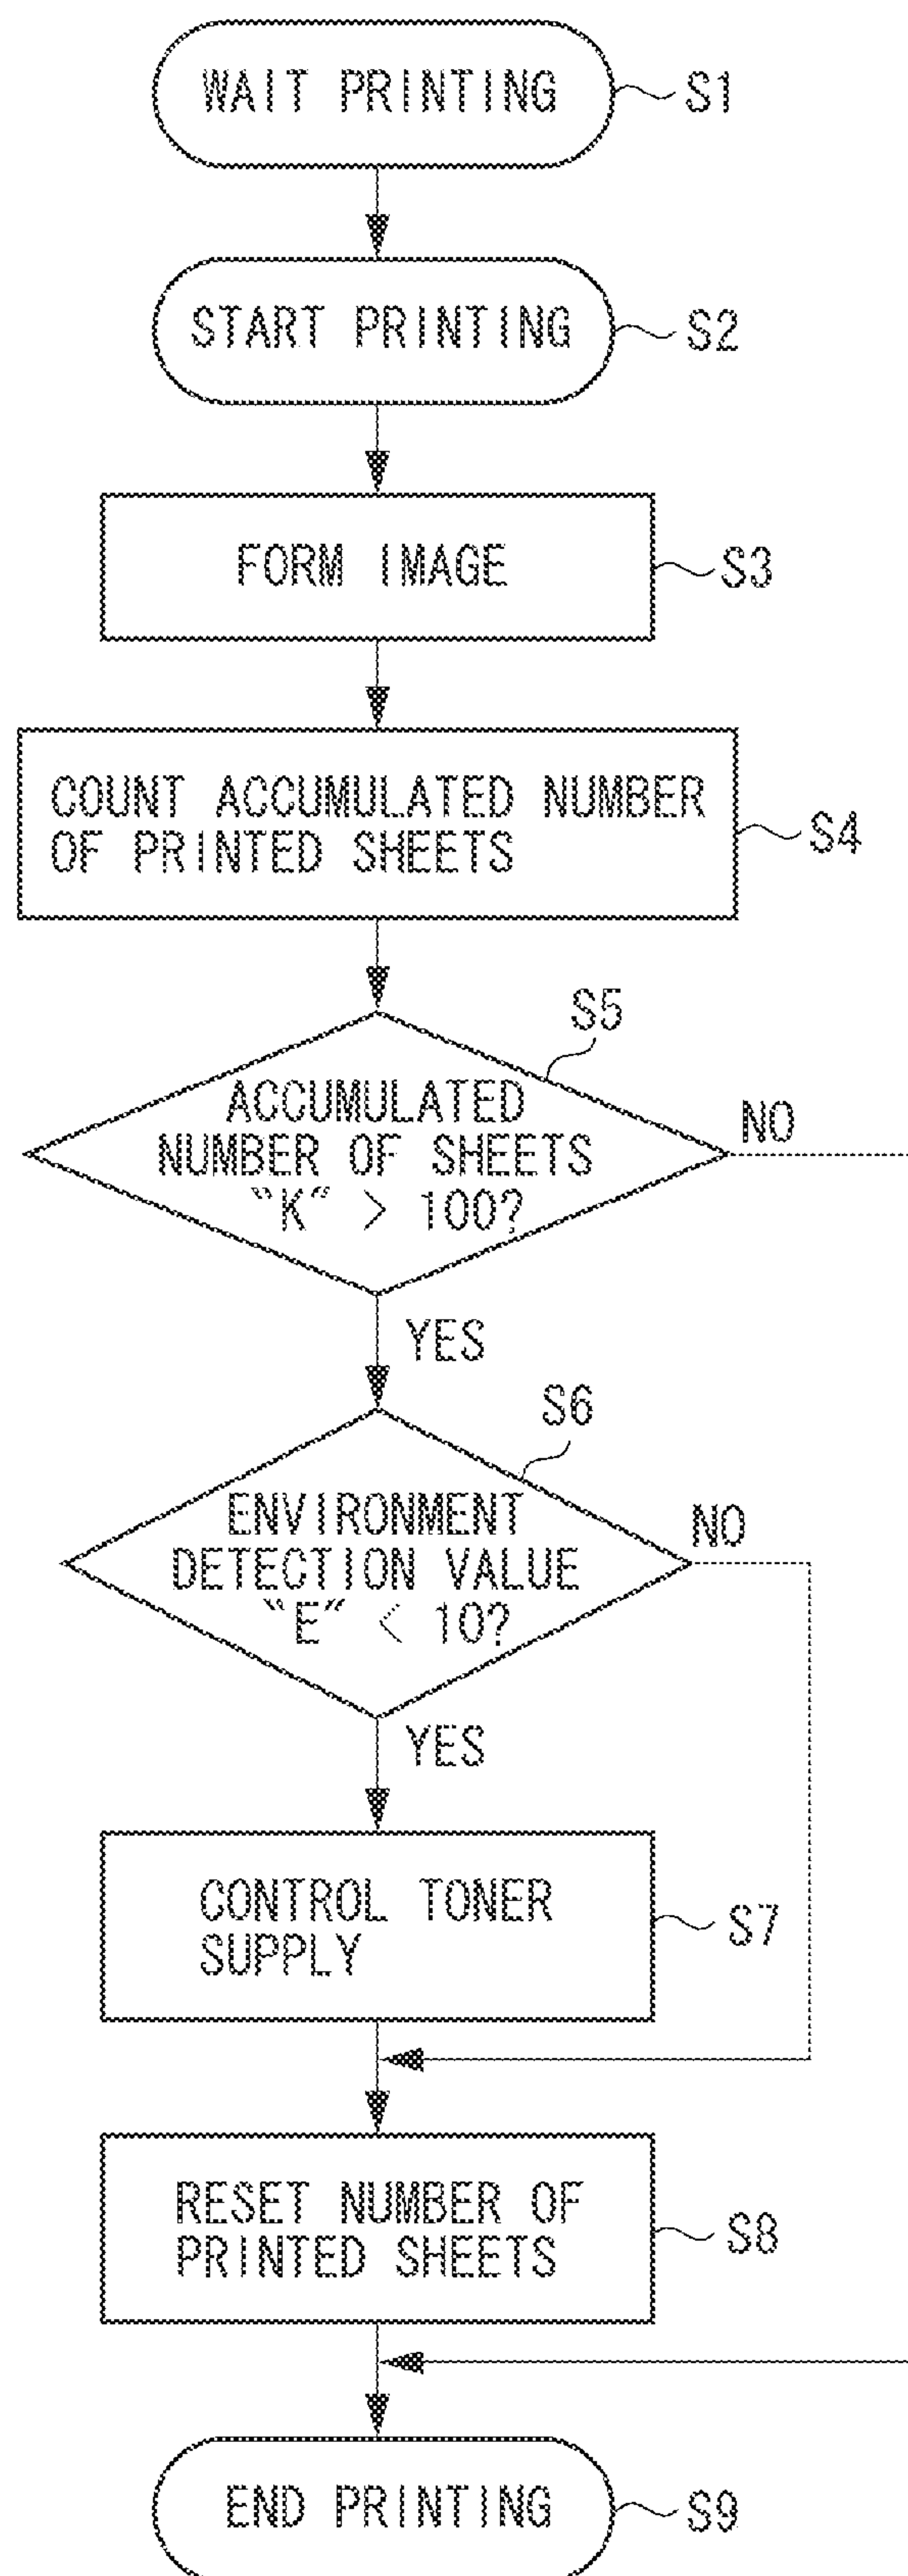 WAIT PRINTING
S1
START PRINTING
S2
FORM IMAGE
S3
COUNT ACCUMULATED NUMBER
OF PRINTED SHEETS
S4
S5
ACCUMULATED
NUMBER OF SHEETS
"K" > 100?
NO
YES
S6
ENVIRONMENT
DETECTION VALUE
"E" < 10?
NO
YES
CONTROL TONER
SUPPLY
S7
RESET NUMBER OF
PRINTED SHEETS
S8
END PRINTING
S9